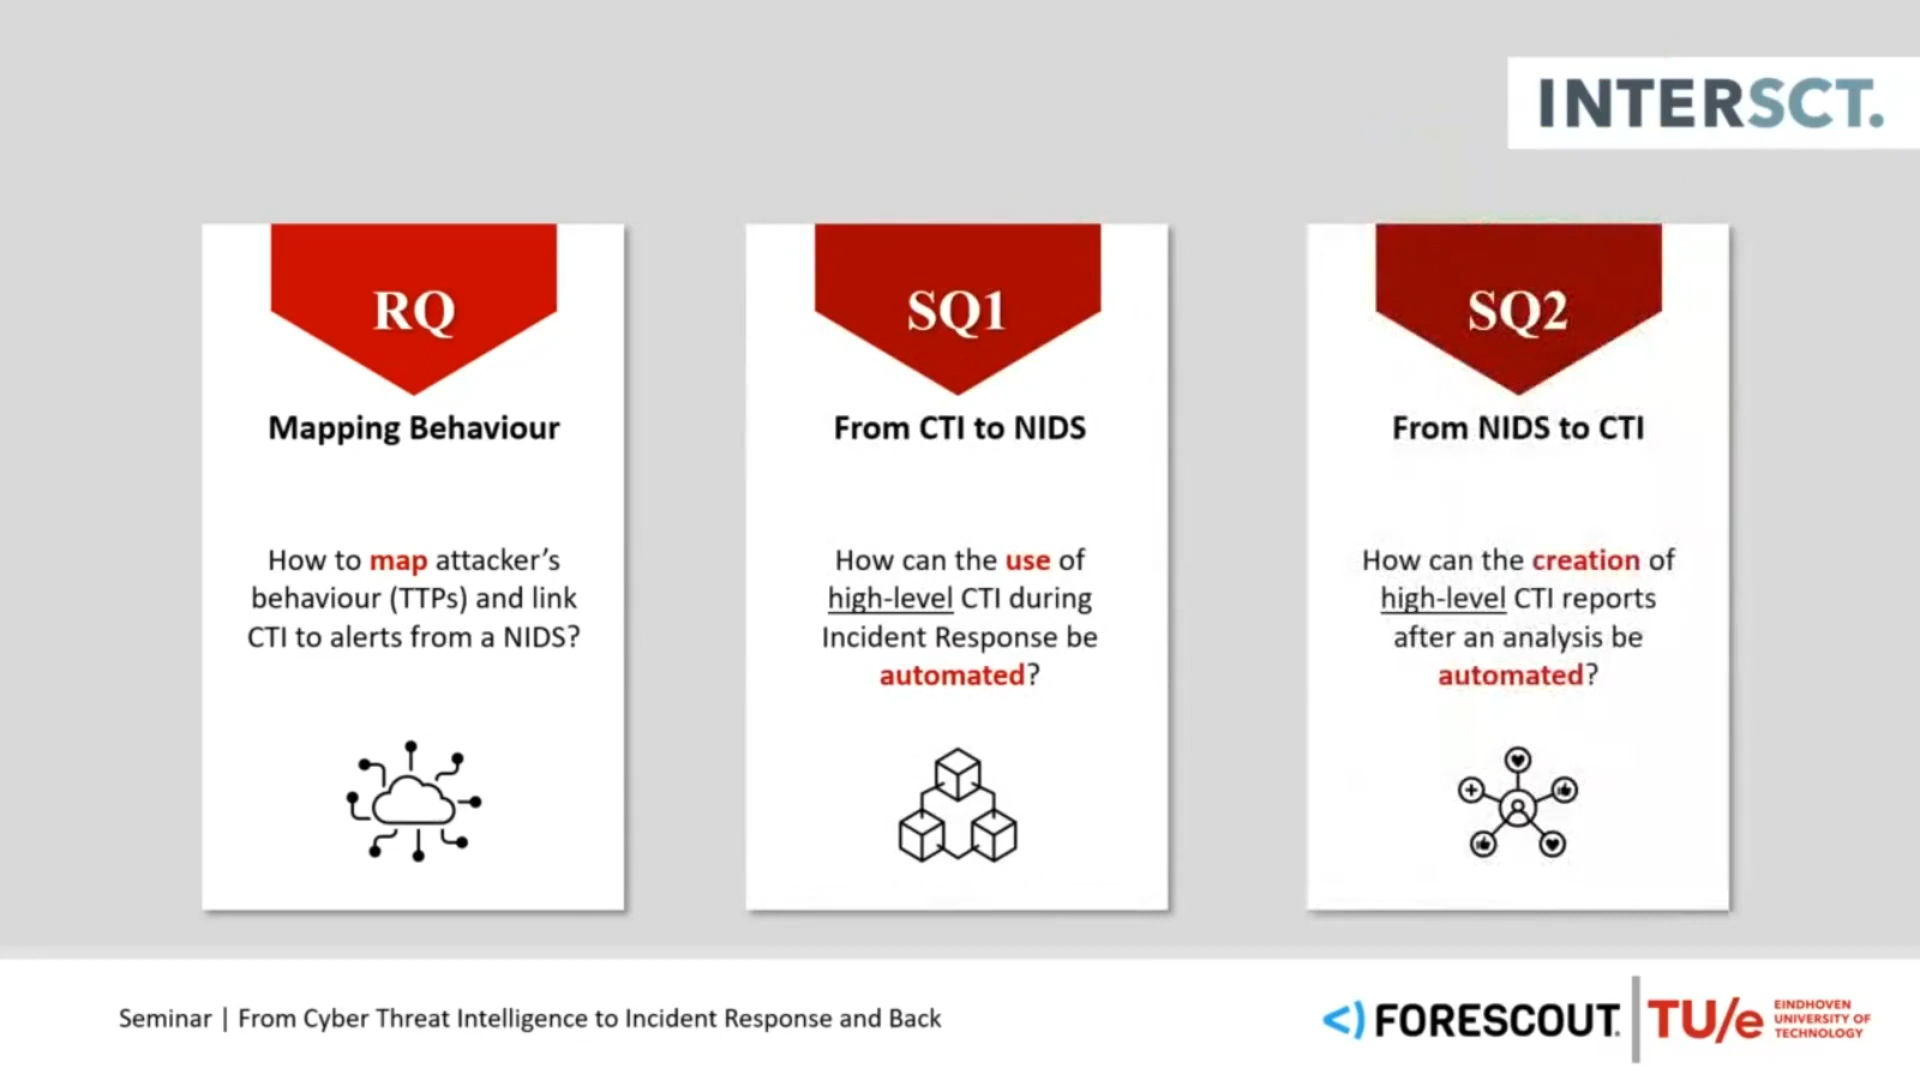 INTERSCT.
RQ
Mapping Behaviour
How to map attacker's
behaviour (TTPs) and link
CTI to alerts from a NIDS?
SQ1
From CTI to NIDS
How can the use of
high-level CTI during
Incident Response be
automated?
SQ2
From NIDS to CTI
How can the creation of
high-level CTI reports
after an analysis be
automated?
Seminar | From Cyber Threat Intelligence to Incident Response and Back
<) FORESCOUT.
TU/e
EINDHOVEN
UNIVERSITY OF
TECHNOLOGY